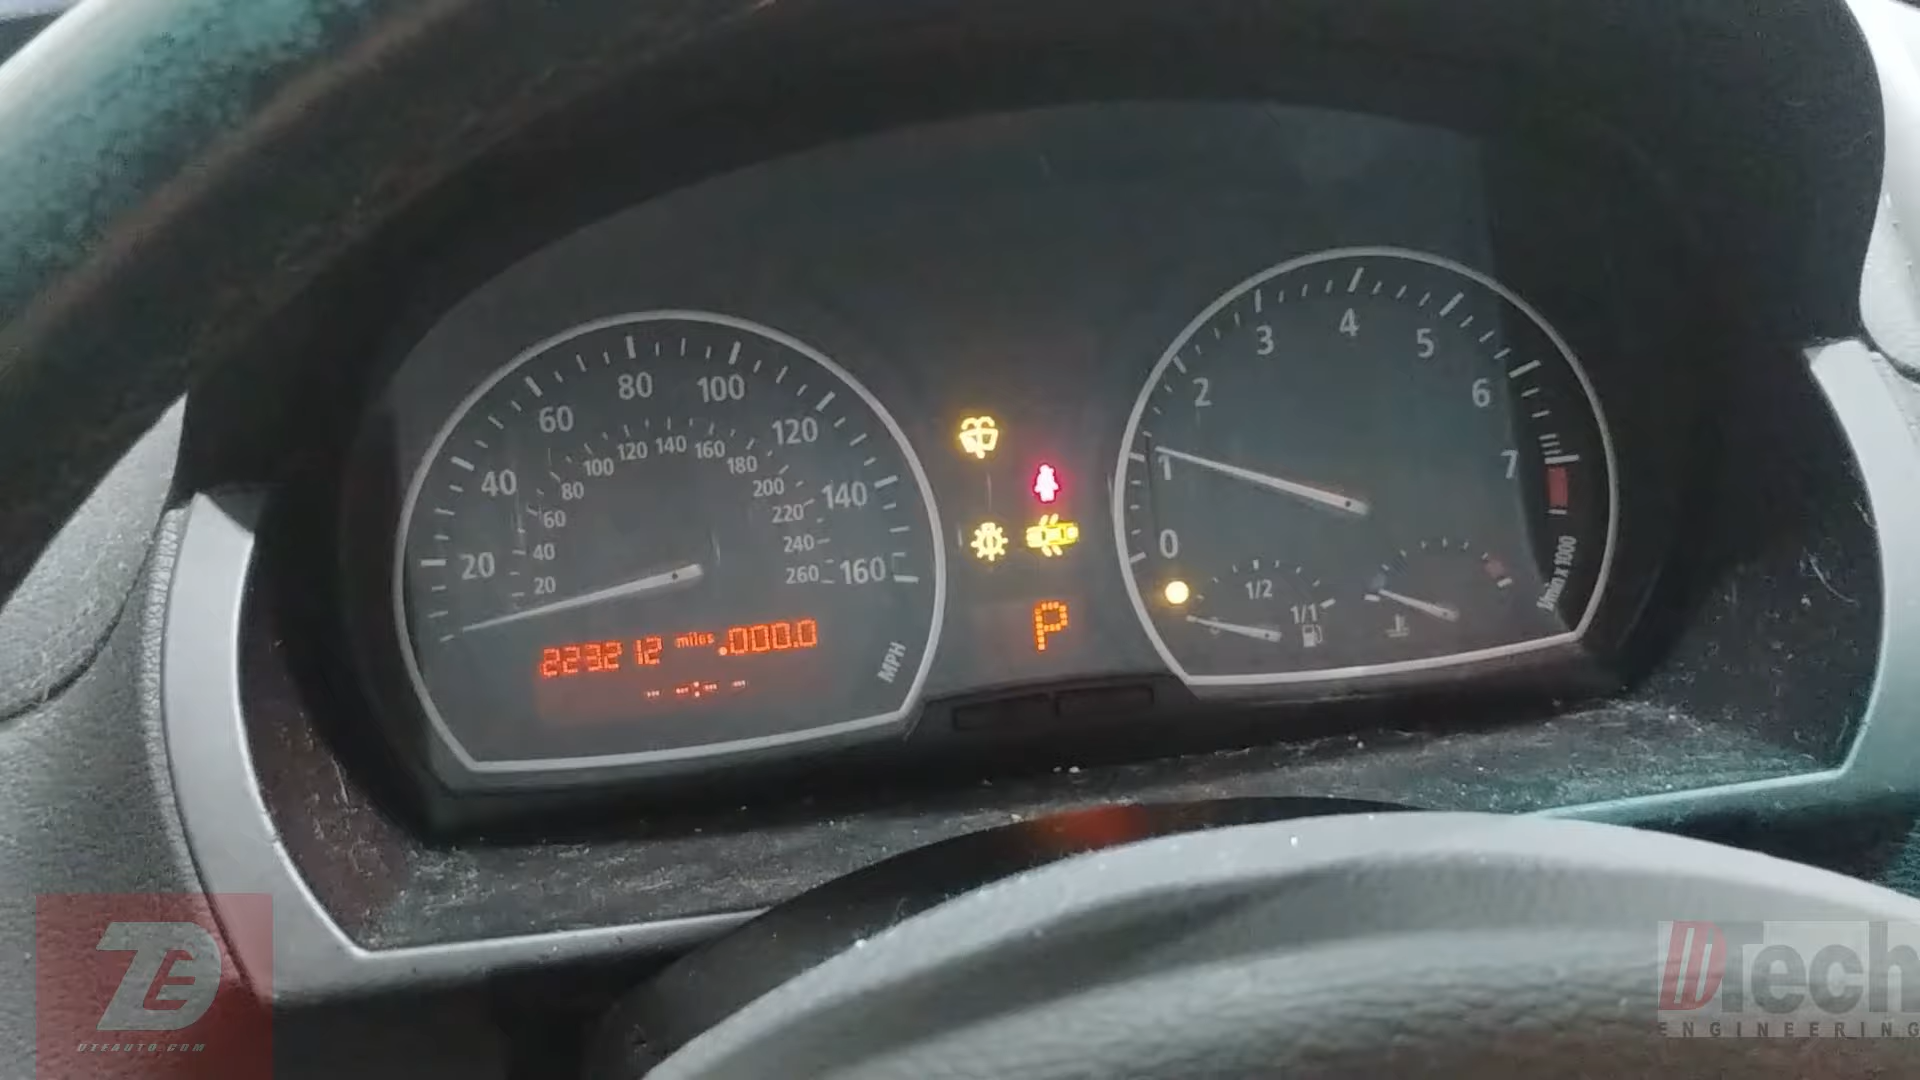 20 40 60 80 100 120 140 160
20 40 60 80 100 120 140 160 180 200 220 240 260
MPH
223212 miles .000.0
P
0 1 2 3 4 5 6 7
1/min x 1000
1/2
1/1
DTEAUTO.COM
DTech
ENGINEERING